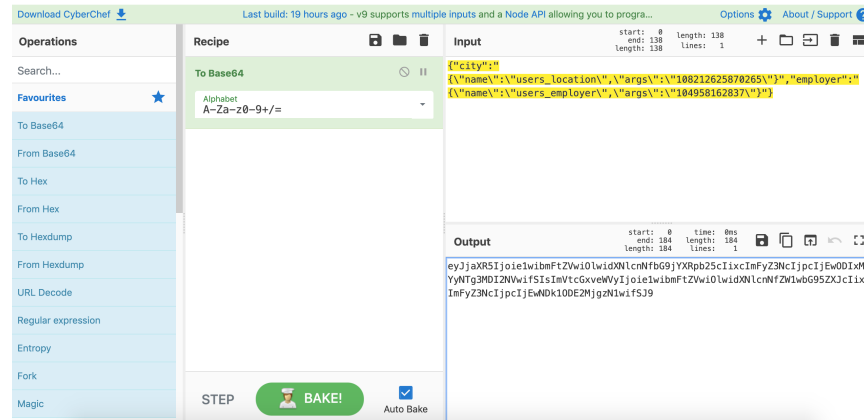 Download CyberChef
Last build: 19 hours ago - v9 supports multiple inputs and a Node API allowing you to progra...
Options
About / Support
Operations
Search...
Favourites
To Base64
From Base64
To Hex
From Hex
To Hexdump
From Hexdump
URL Decode
Regular expression
Entropy
Fork
Magic
Recipe
To Base64
Alphabet
A-Za-z0-9+/=
STEP
BAKE!
Auto Bake
Input
start: 0
end: 138
length: 138
length: 138
lines: 1
{"city":"
{\"name\":\"users_location\",\"args\":\"108212625870265\"}","employer":"
{\"name\":\"users_employer\",\"args\":\"104958162837\"}"}
Output
start: 0
end: 184
length: 184
time: 0ms
length: 184
lines: 1
eyJjaXR5Ijoie1wibmFtZVwiOlwidXNlcnNfbG9jYXRpb25cIixcImFyZ3NcIjpcIjEwODIxM
YyNTg3MDI2NVwifSIsImVtcGxveWVyIjoie1wibmFtZVwiOlwidXNlcnNfZW1wbG95ZXJcIix
ImFyZ3NcIjpcIjEwNDk1ODE2MjgzN1wifSJ9